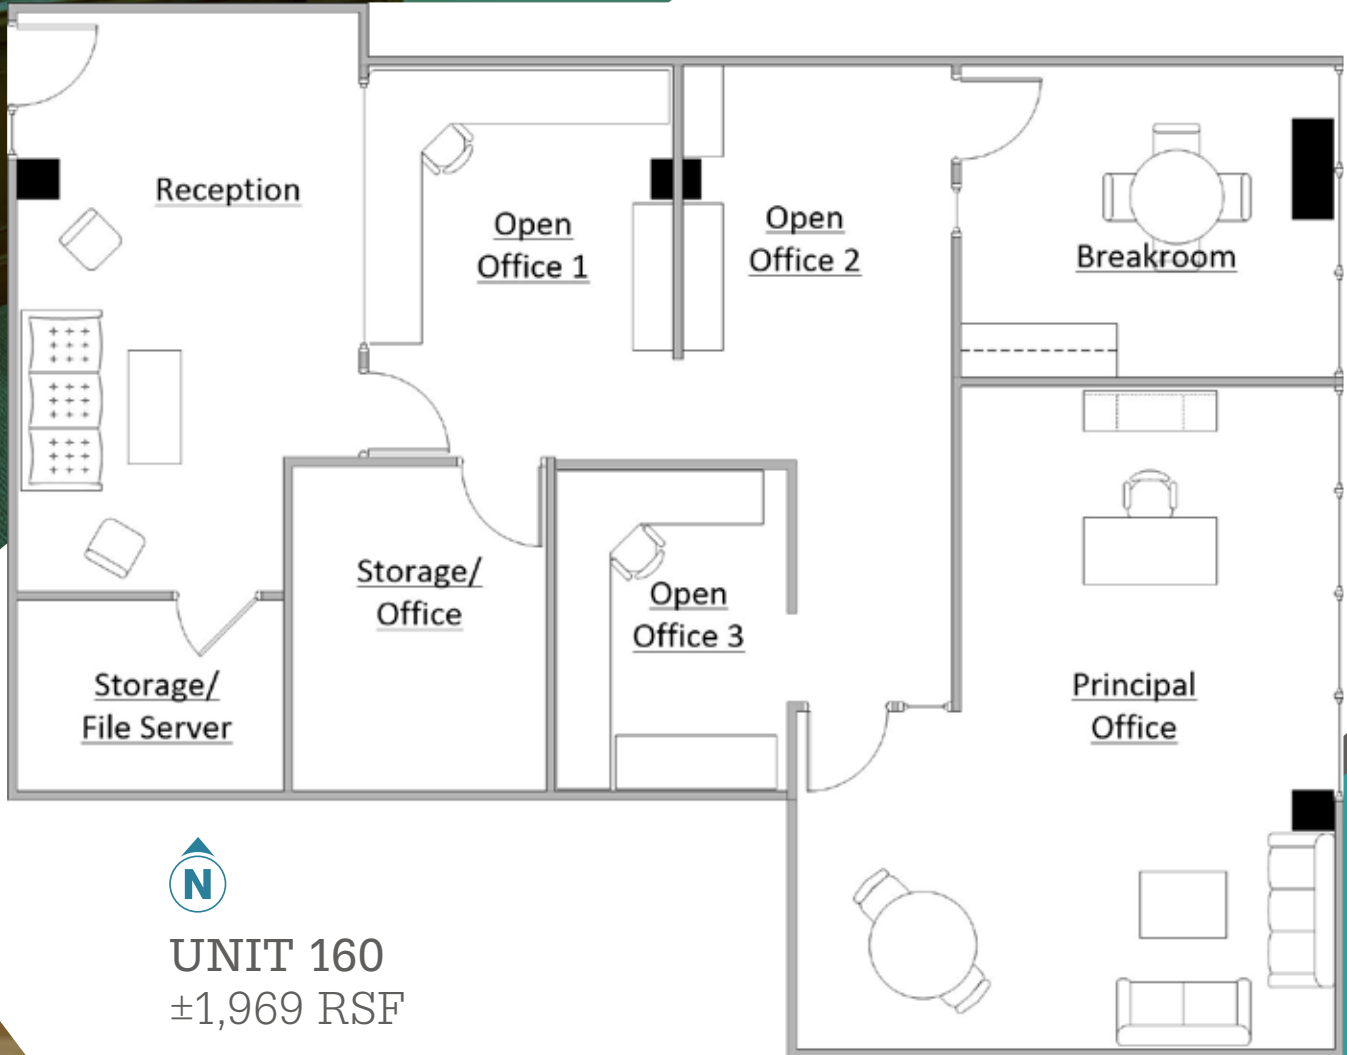 Reception
Open
Office 1
Open
Office 2
Breakroom
Storage/
Office
Open
Office 3
Storage/
File Server
Principal
Office
N
UNIT 160
±1,969 RSF